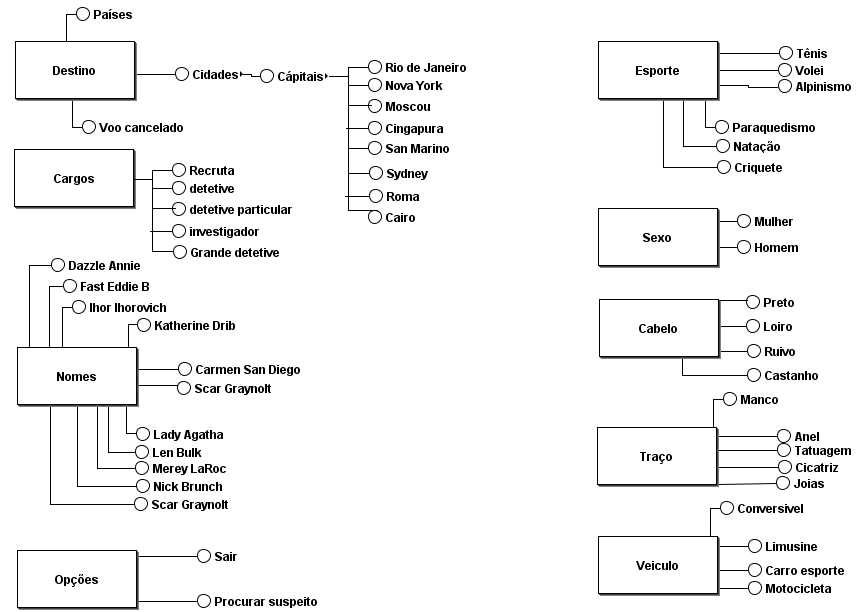 Países
Destino
Cidades
Cápitais
Rio de Janeiro
Nova York
Moscou
Cingapura
San Marino
Sydney
Roma
Cairo
Voo cancelado
Cargos
Recruta
detetive
detetive particular
investigador
Grande detetive
Dazzle Annie
Fast Eddie B
Ihor Ihorovich
Katherine Drib
Nomes
Carmen San Diego
Scar Graynolt
Lady Agatha
Len Bulk
Merey LaRoc
Nick Brunch
Scar Graynolt
Opções
Sair
Procurar suspeito
Esporte
Tênis
Volei
Alpinismo
Paraquedismo
Natação
Criquete
Sexo
Mulher
Homem
Cabelo
Preto
Loiro
Ruivo
Castanho
Manco
Traço
Anel
Tatuagem
Cicatriz
Joias
Conversivel
Veiculo
Limusine
Carro esporte
Motocicleta